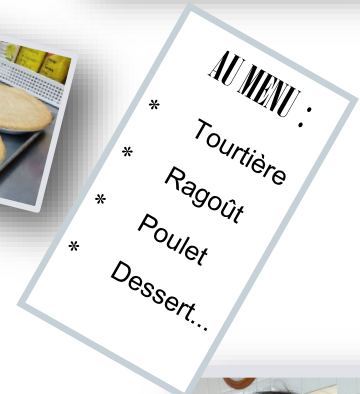 AU MENU :
* Tourtière
* Ragoût
* Poulet
* Dessert...